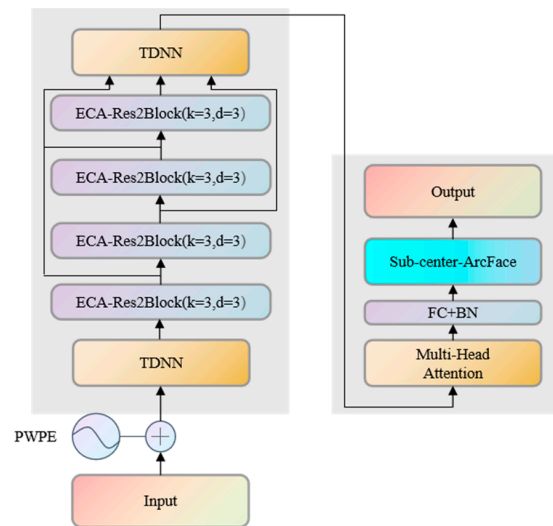 TDNN
ECA-Res2Block(k=3,d=3)
ECA-Res2Block(k=3,d=3)
ECA-Res2Block(k=3,d=3)
ECA-Res2Block(k=3,d=3)
TDNN
PWPE
Input
Output
Sub-center-ArcFace
FC+BN
Multi-Head
Attention